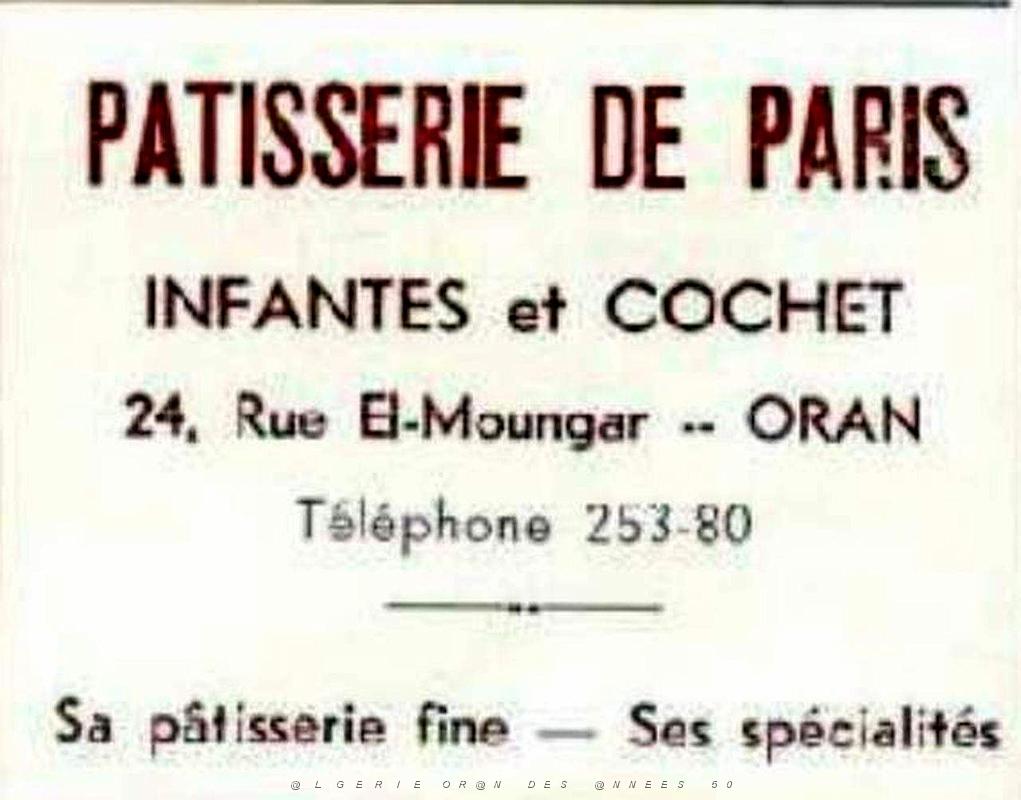 PATISSERIE DE PARIS
INFANTES et COCHET
24, Rue El-Moungar -- ORAN
Téléphone 253-80
Sa pâtisserie fine — Ses spécialités
@LGERIE OR@N DES @NNEES 50